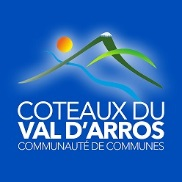 COTEAUX DU
VAL D'ARROS
COMMUNAUTÉ DE COMMUNES